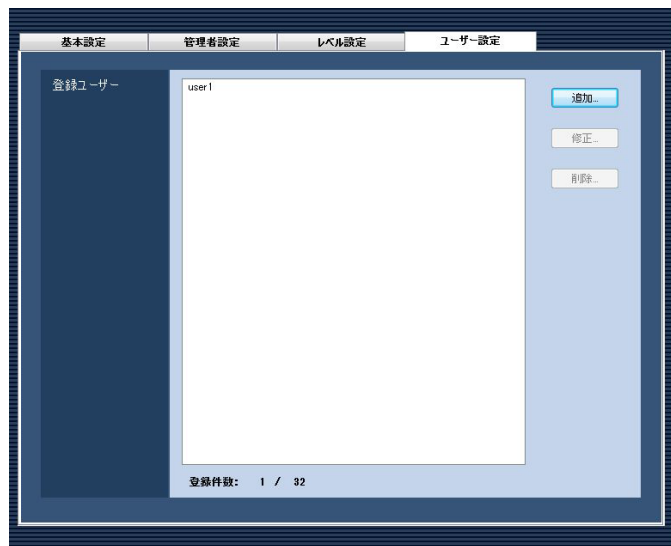 基本設定
管理者設定
レベル設定
ユーザー設定
登録ユーザー
user1
追加...
修正...
削除...
登録件数: 1 / 32